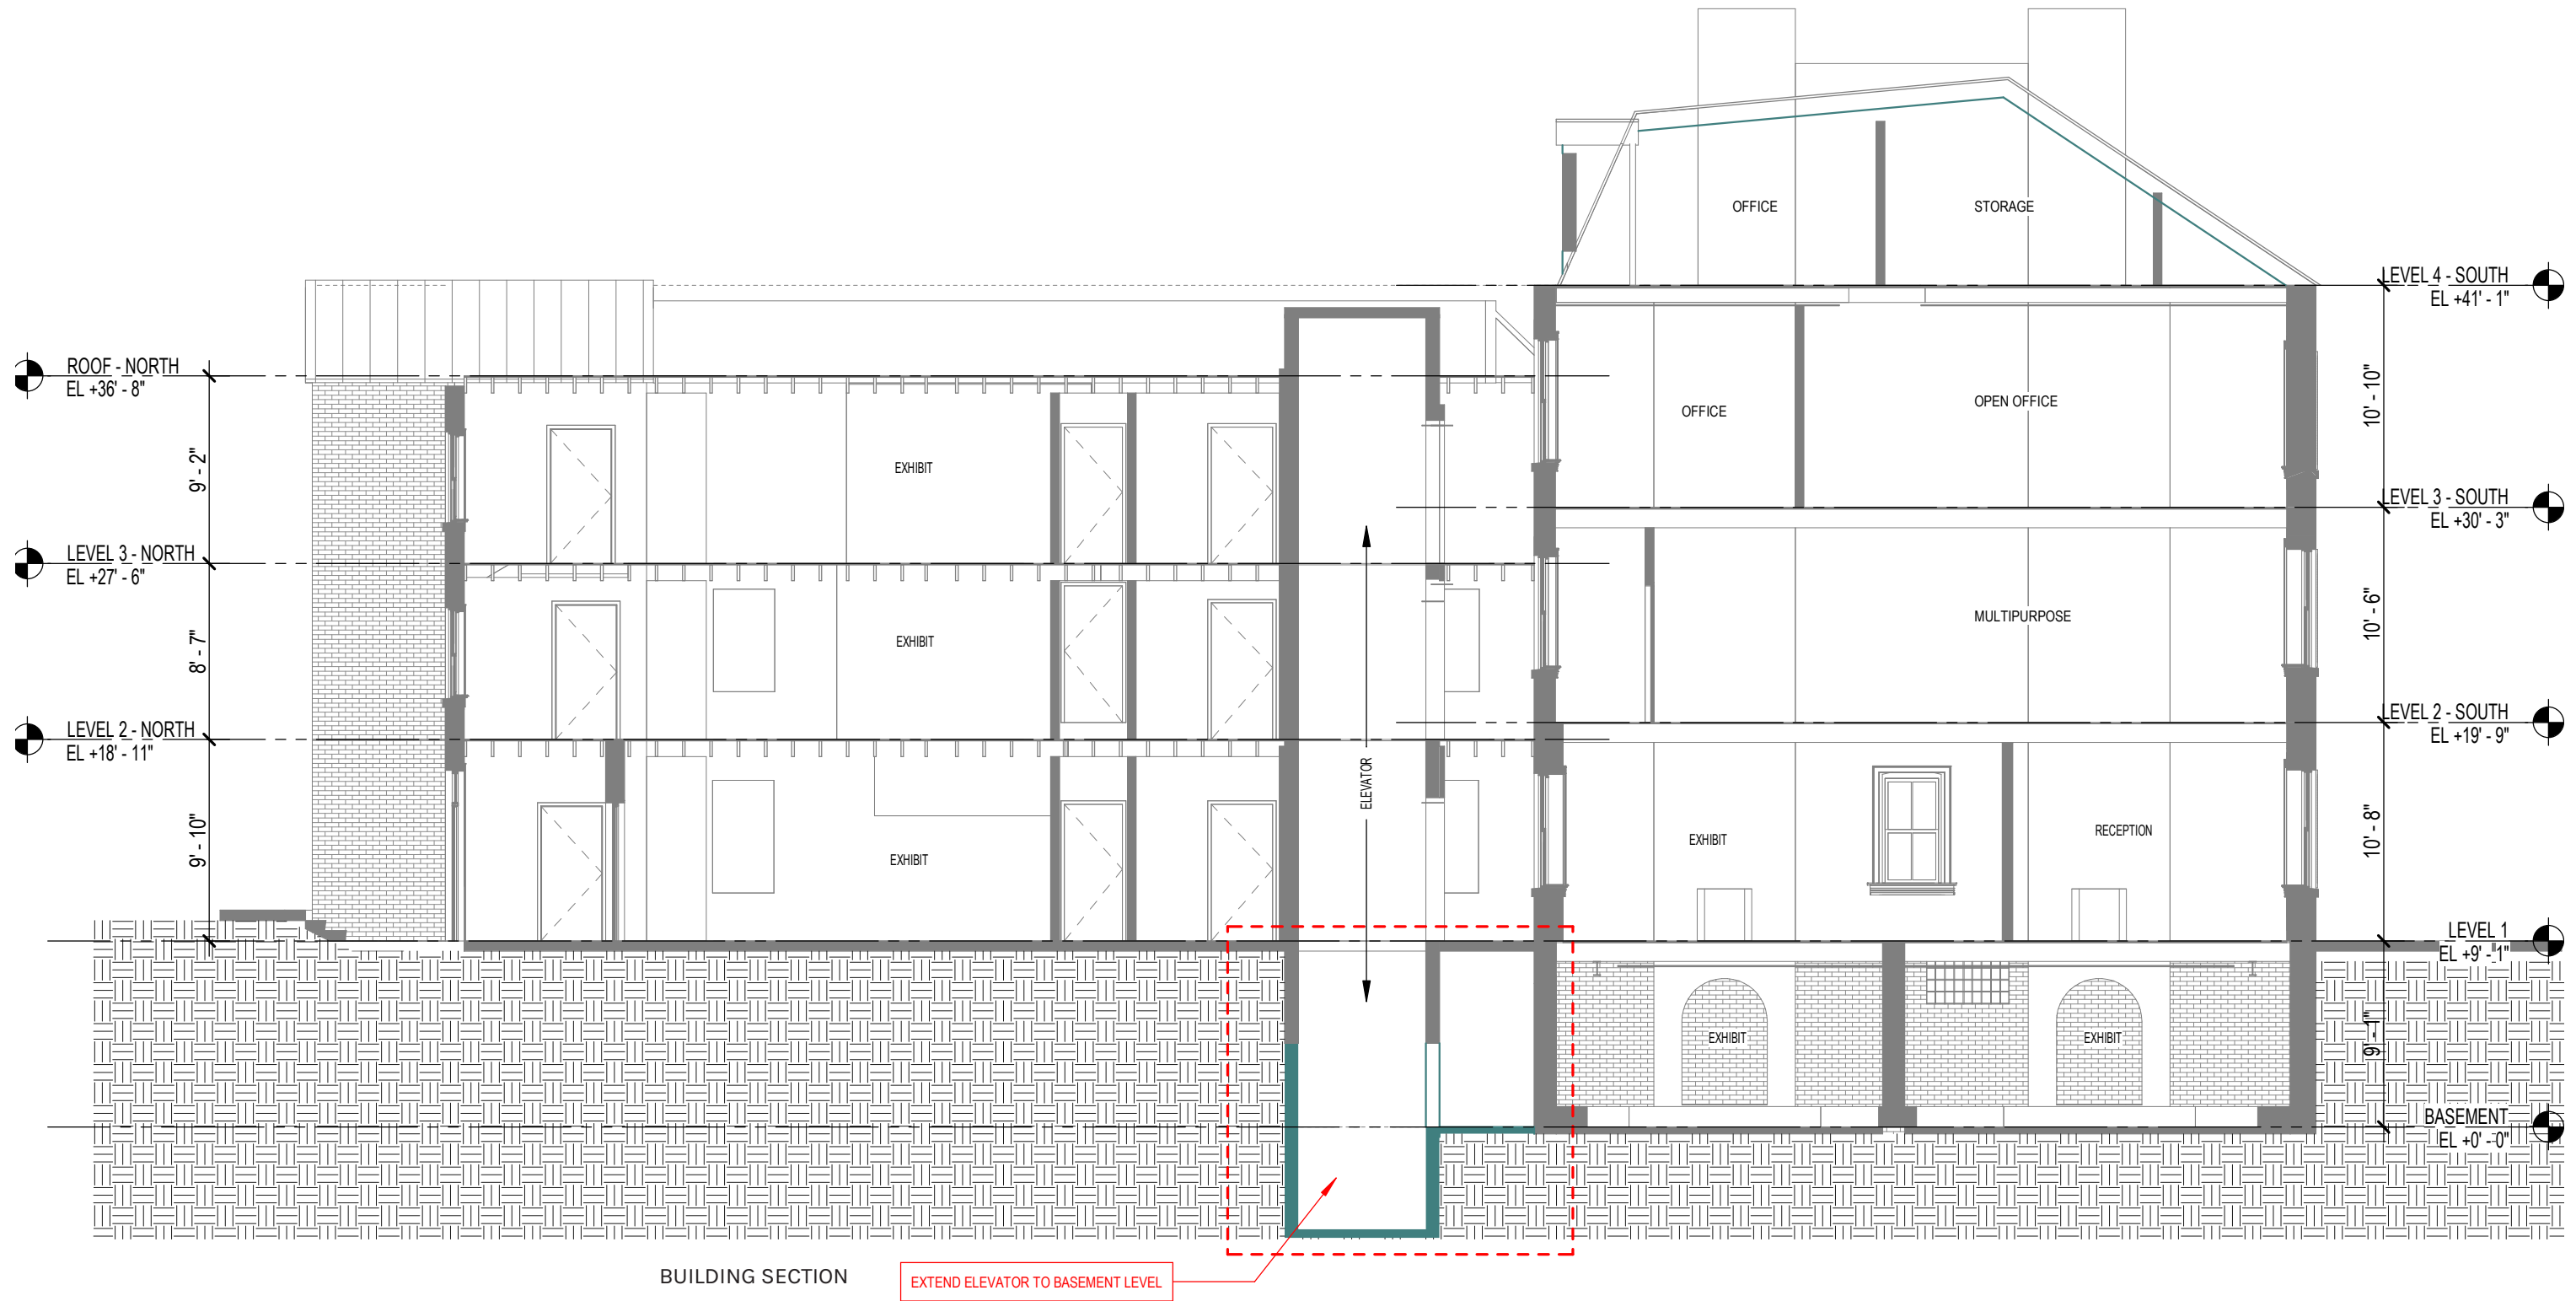 OFFICE
STORAGE
LEVEL 4 - SOUTH
EL +41' - 1"
ROOF - NORTH
EL +36' - 8"
10' - 10"
OFFICE
OPEN OFFICE
9' - 2"
EXHIBIT
LEVEL 3 - SOUTH
EL +30' - 3"
LEVEL 3 - NORTH
EL +27' - 6"
10' - 6"
MULTIPURPOSE
8' - 7"
EXHIBIT
LEVEL 2 - SOUTH
EL +19' - 9"
LEVEL 2 - NORTH
EL +18' - 11"
ELEVATOR
10' - 8"
9' - 10"
EXHIBIT
EXHIBIT
RECEPTION
LEVEL 1
EL +9' - 1"
9' - 1"
EXHIBIT
EXHIBIT
BASEMENT
EL +0' - 0"
BUILDING SECTION
EXTEND ELEVATOR TO BASEMENT LEVEL